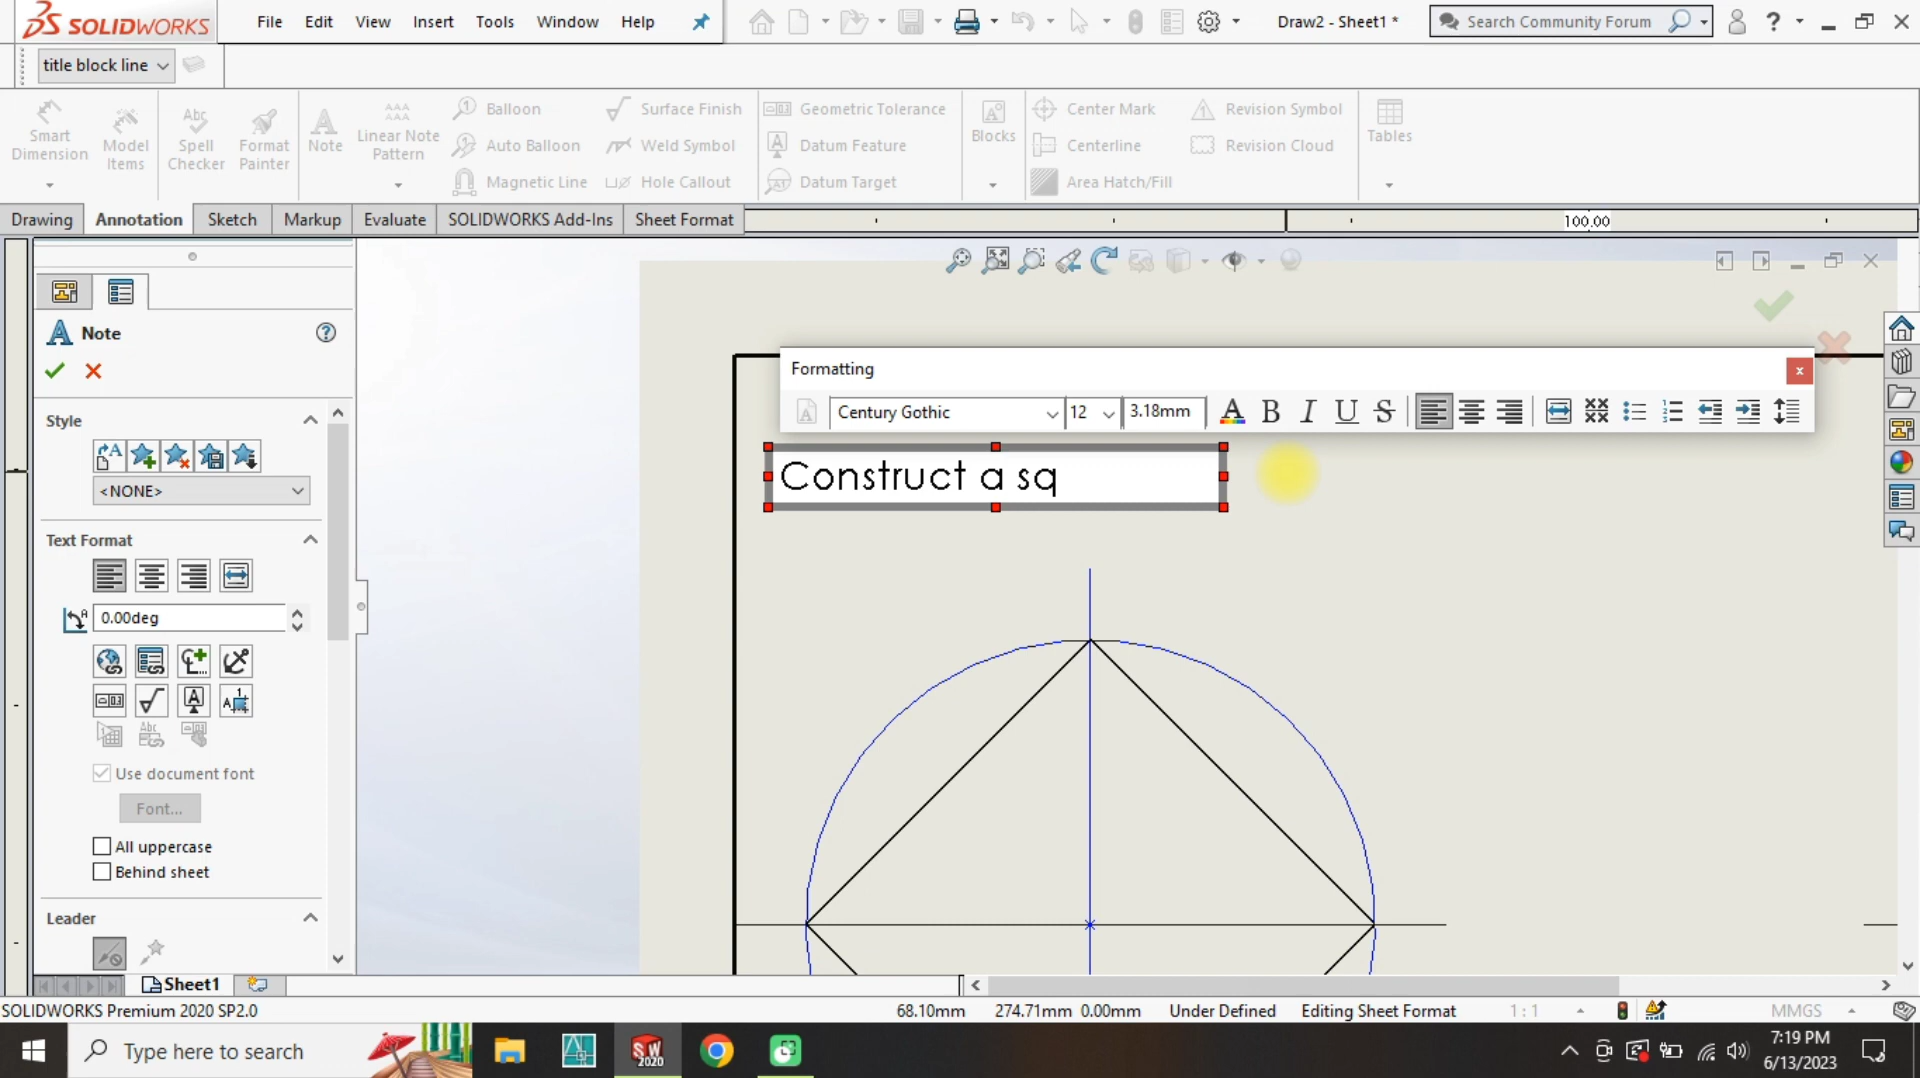 SOLIDWORKS
File Edit View Insert Tools Window Help
Draw2 - Sheet1 *
Search Community Forum
?
title block line
Smart Dimension
Model Items
Abc
Spell Checker
Format Painter
Note
Linear Note Pattern
Balloon
Auto Balloon
Magnetic Line
Surface Finish
Weld Symbol
Hole Callout
Geometric Tolerance
Datum Feature
Datum Target
Blocks
Center Mark
Centerline
Area Hatch/Fill
Revision Symbol
Revision Cloud
Tables
Drawing Annotation Sketch Markup Evaluate SOLIDWORKS Add-Ins Sheet Format
100.00
Note
Style
<NONE>
Text Format
0.00deg
Use document font
Font...
All uppercase
Behind sheet
Leader
Formatting
Century Gothic 12 3.18mm A B I U S
Construct a sq
Sheet1
SOLIDWORKS Premium 2020 SP2.0
68.10mm 274.71mm 0.00mm Under Defined Editing Sheet Format 1 : 1 MMGS
Type here to search
SW 2020
7:19 PM
6/13/2023